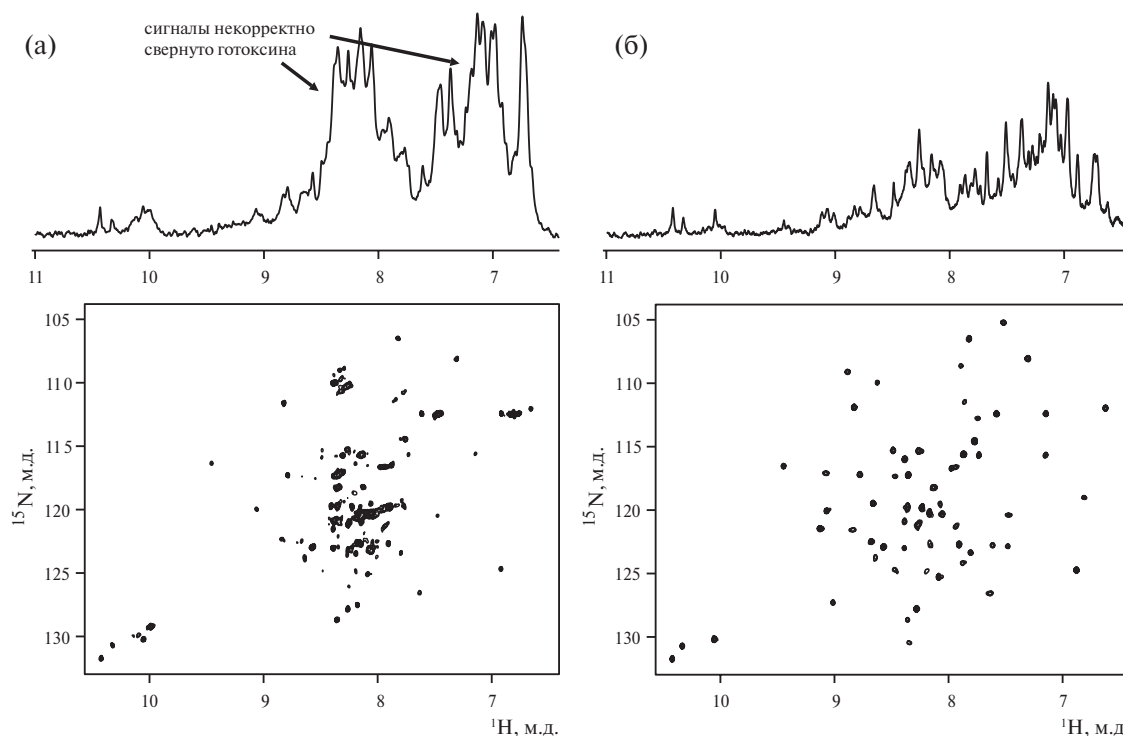 (а)
сигналы некорректно
свернуто готоксина
(б)
11 10 9 8 7
11 10 9 8 7
105
110
115
120
125
130
¹⁵N, м.д.
10 9 8 7
¹H, м.д.
105
110
115
120
125
130
¹⁵N, м.д.
10 9 8 7
¹H, м.д.